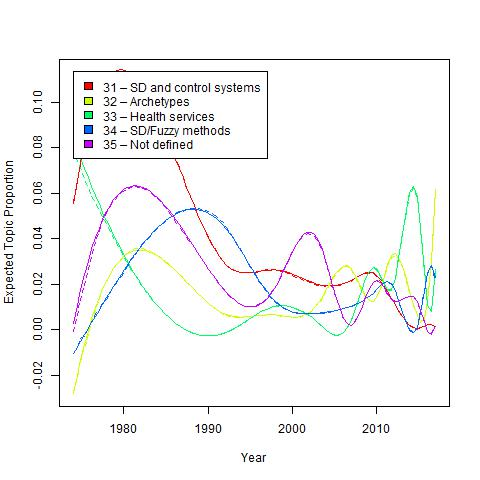 31 – SD and control systems
32 – Archetypes
33 – Health services
34 – SD/Fuzzy methods
35 – Not defined
Expected Topic Proportion
0.10
0.08
0.06
0.04
0.02
0.00
-0.02
1980 1990 2000 2010
Year